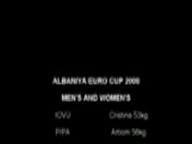 ALBANIYA EURO CUP 2008
MEN'S AND WOMEN'S
IOVU Cristina 53kg
PIPA Artiom 56kg